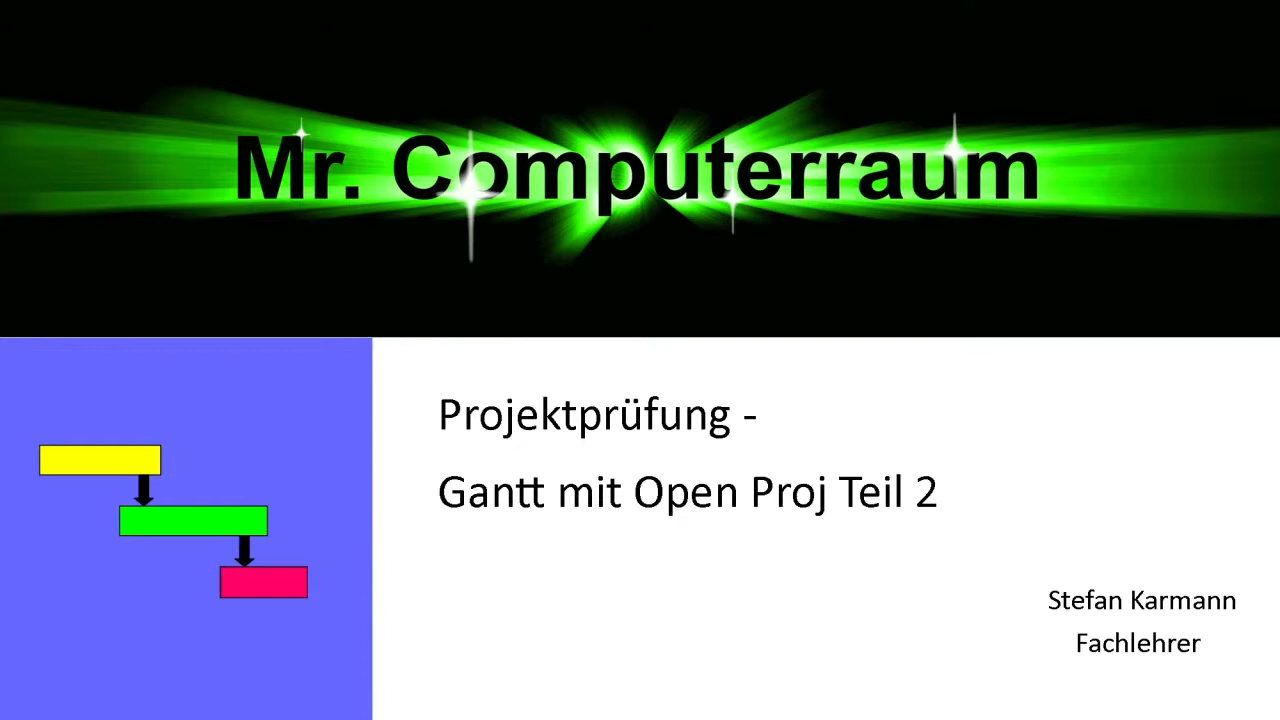 Mr. Computerraum
Projektprüfung -
Gantt mit Open Proj Teil 2
Stefan Karmann
Fachlehrer